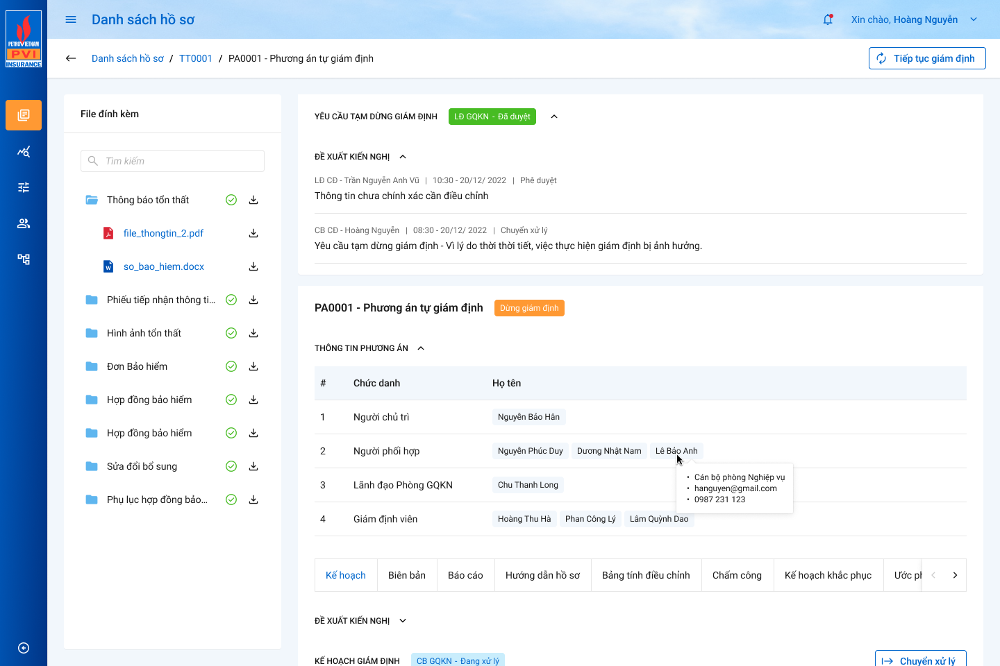 PETROVIETNAM
PVI
INSURANCE
Danh sách hồ sơ
Xin chào, Hoàng Nguyễn
Danh sách hồ sơ / TT0001 / PA0001 - Phương án tự giám định
Tiếp tục giám định
File đính kèm
Tìm kiếm
Thông báo tổn thất
file_thongtin_2.pdf
so_bao_hiem.docx
Phiếu tiếp nhận thông ti...
Hình ảnh tổn thất
Đơn Bảo hiểm
Hợp đồng bảo hiểm
Hợp đồng bảo hiểm
Sửa đổi bổ sung
Phụ lục hợp đồng bảo...
YÊU CẦU TẠM DỪNG GIÁM ĐỊNH LĐ GQKN - Đã duyệt
ĐỀ XUẤT KIẾN NGHỊ
LĐ CĐ - Trần Nguyễn Anh Vũ | 10:30 - 20/12/ 2022 | Phê duyệt
Thông tin chưa chính xác cần điều chỉnh
CB CĐ - Hoàng Nguyễn | 08:30 - 20/12/ 2022 | Chuyển xử lý
Yêu cầu tạm dừng giám định - Vì lý do thời thời tiết, việc thực hiện giám định bị ảnh hưởng.
PA0001 - Phương án tự giám định Dừng giám định
THÔNG TIN PHƯƠNG ÁN
# Chức danh Họ tên
1 Người chủ trì Nguyễn Bảo Hân
2 Người phối hợp Nguyễn Phúc Duy Dương Nhật Nam Lê Bảo Anh
• Cán bộ phòng Nghiệp vụ
• hanguyen@gmail.com
• 0987 231 123
3 Lãnh đạo Phòng GQKN Chu Thanh Long
4 Giám định viên Hoàng Thu Hà Phan Công Lý Lâm Quỳnh Dao
Kế hoạch Biên bản Báo cáo Hướng dẫn hồ sơ Bảng tính điều chỉnh Chấm công Kế hoạch khắc phục Ước ph
ĐỀ XUẤT KIẾN NGHỊ
KẾ HOẠCH GIÁM ĐỊNH CB GQKN - Đang xử lý Chuyển xử lý